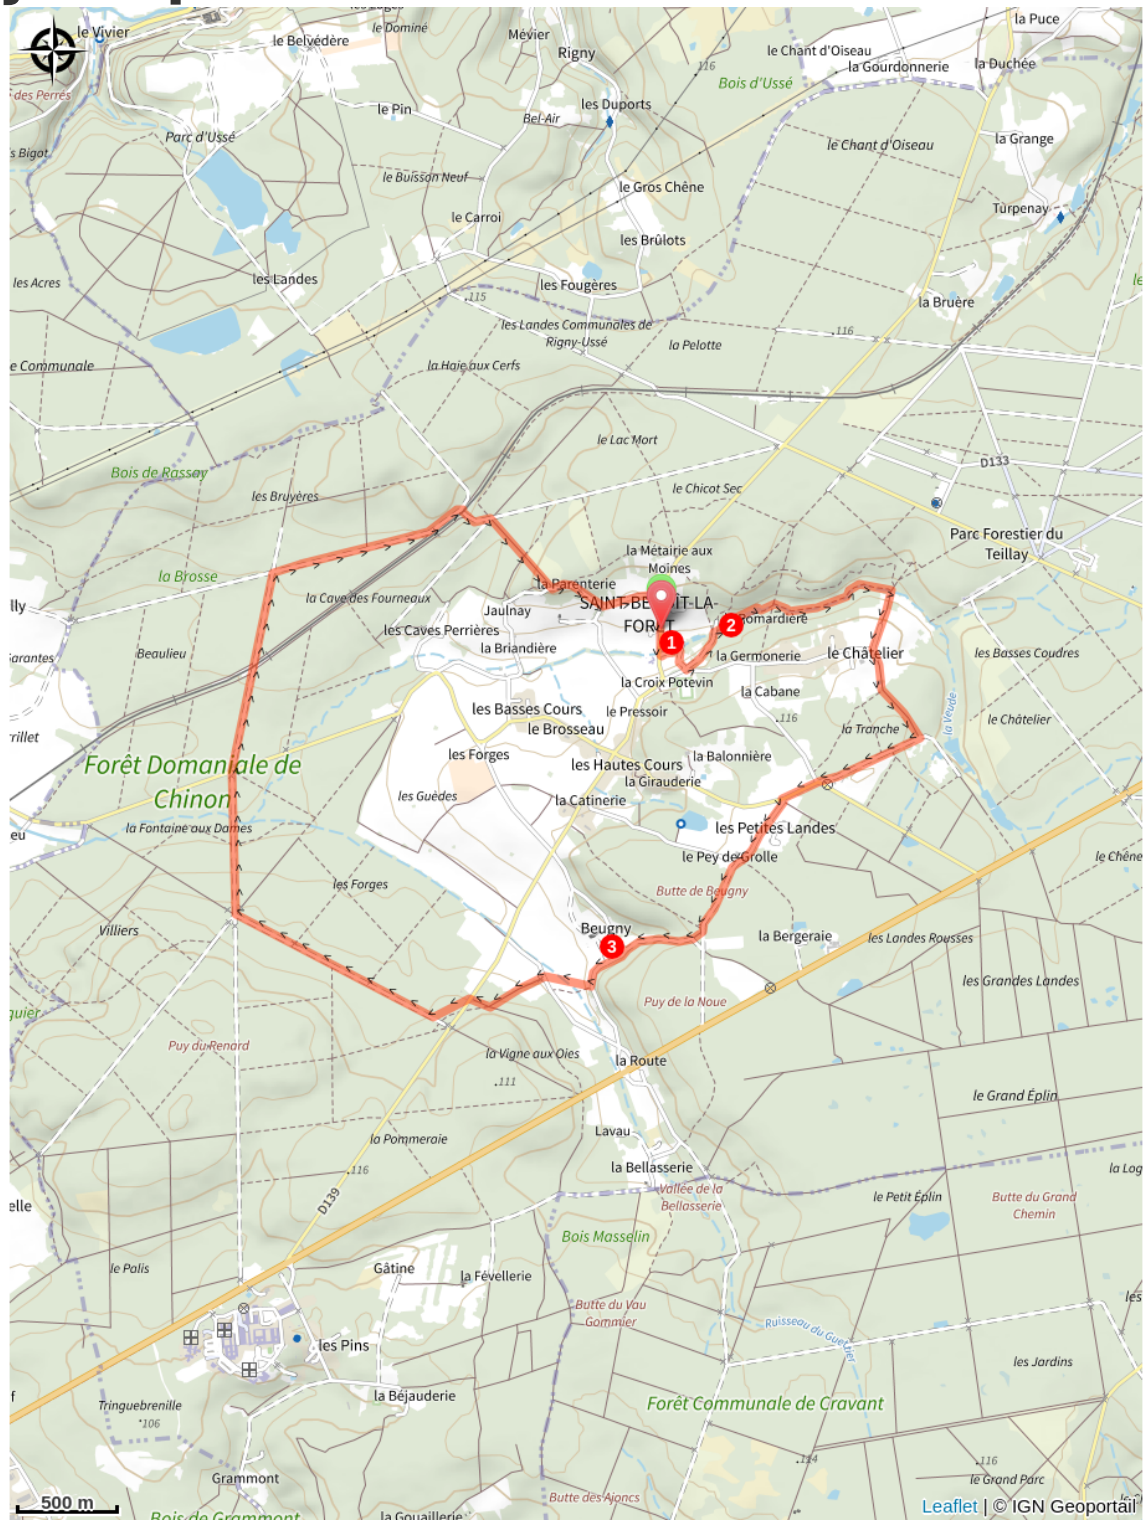 le Vivier
le Belvédère
le Dominé
Mévier
Rigny
la Puce
le Chant d'Oiseau
la Gourdonnerie
la Duchée
116
Bois d'Ussé
des Perrés
le Pin
les Duports
Bel-Air
Parc d'Ussé
le Chant d'Oiseau
la Grange
s Bigot
le Buisson Neuf
le Gros Chêne
Turpenay
le Carroi
les Brûlots
les Acres
les Landes
les Fougères
115
la Bruère
les Landes Communales de
Rigny-Ussé
116
la Pelotte
e Communale
la Haie aux Cerfs
le Lac Mort
D133
Bois de Rassay
les Bruyères
le Chicot Sec
Parc Forestier du
Teillay
la Métairie aux
Moines
la Brosse
la Parenterie
la Cave des Fourneaux
Jaulnay
SAINT-BENOÎT-LA-
FORÊT
2
1
les Caves Perrières
la Briandière
Beaulieu
la Germonerie
le Châtelier
les Basses Coudres
la Croix Potevin
la Cabane
les Basses Cours
le Pressoir
116
la Veude
le Châtelier
le Brosseau
la Tranche
les Forges
les Hautes Cours
la Balonnière
la Girauderie
Forêt Domaniale de
Chinon
les Guèdes
la Catinerie
la Fontaine aux Dames
les Petites Landes
le Pey de Grolle
le Chêne
les Forges
Butte de Beugny
Villiers
Beugny
3
la Bergeraie
les Landes Rousses
les Grandes Landes
Puy de la Noue
Puy du Renard
la Vigne aux Oies
la Route
111
le Grand Éplin
la Pommeraie
Lavau
116
la Bellasserie
la Log
D139
Vallée de la
Bellasserie
le Petit Éplin
Butte du Grand
Chemin
elle
Bois Masselin
le Palis
Gâtine
la Févellerie
les
Butte du Vau
Gommier
Ruisseau du Guettier
les Pins
les Jardins
la Béjauderie
Tringuebrenille
106
Forêt Communale de Cravant
114
116
le Grand Parc
Grammont
Butte des Ajoncs
500 m
Bois de Grammont
la Gouaillerie
Leaflet | © IGN Geoportail